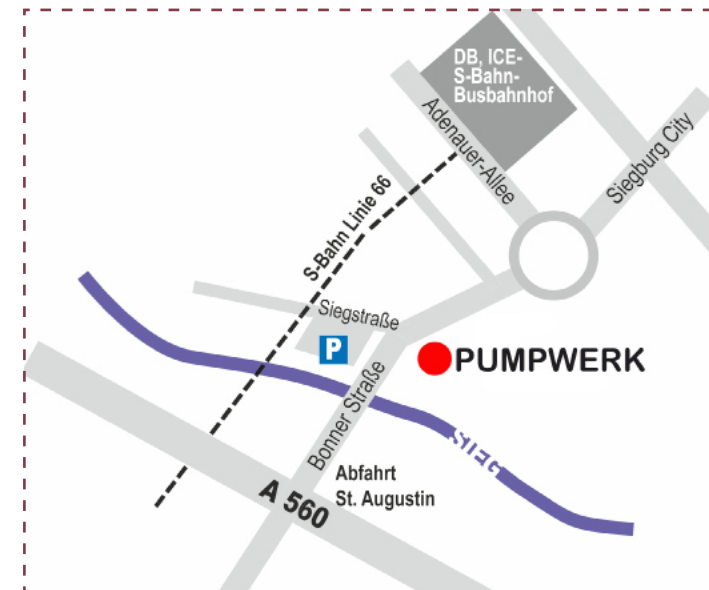 DB, ICE-
S-Bahn-
Busbahnhof
Adenauer-Allee
Siegburg City
S-Bahn Linie 66
Siegstraße
P
PUMPWERK
Bonner Straße
SIEG
Abfahrt
St. Augustin
A 560